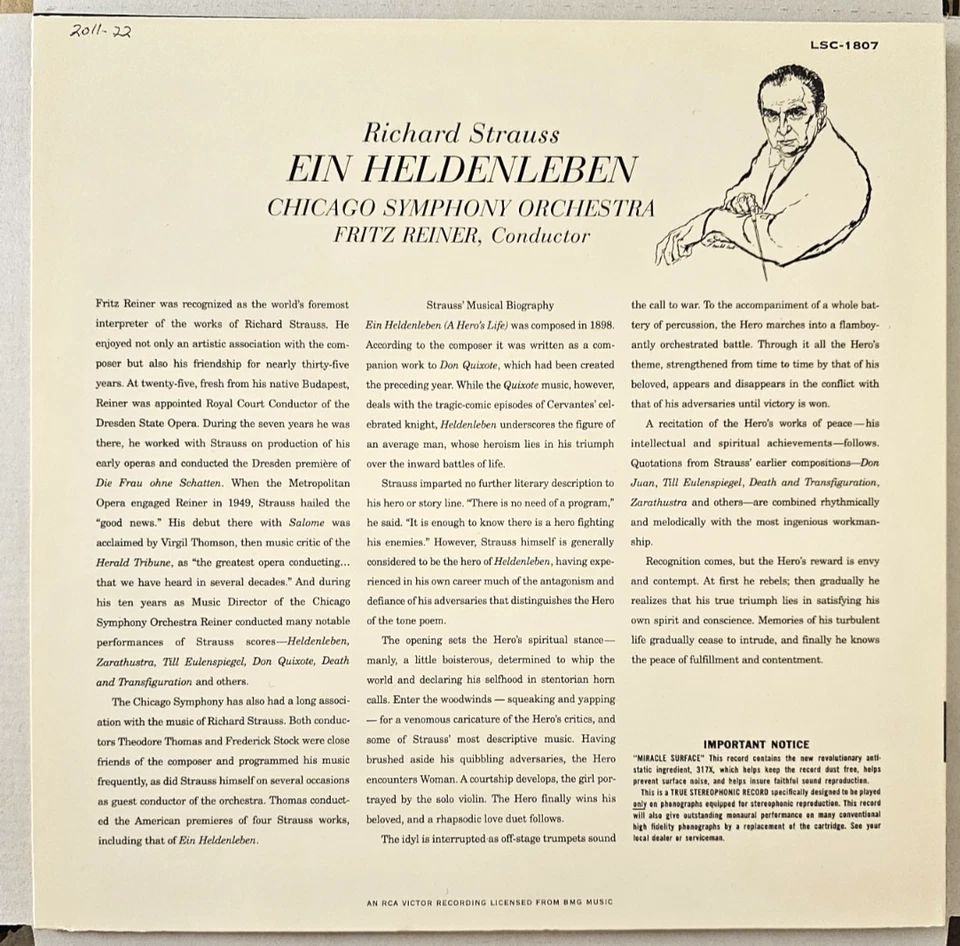 2011-22
LSC-1807
Richard Strauss
EIN HELDENLEBEN
CHICAGO SYMPHONY ORCHESTRA
FRITZ REINER, Conductor
Fritz Reiner was recognized as the world's foremost
interpreter of the works of Richard Strauss. He
enjoyed not only an artistic association with the com-
poser but also his friendship for nearly thirty-five
years. At twenty-five, fresh from his native Budapest,
Reiner was appointed Royal Court Conductor of the
Dresden State Opera. During the seven years he was
there, he worked with Strauss on production of his
early operas and conducted the Dresden première of
Die Frau ohne Schatten. When the Metropolitan
Opera engaged Reiner in 1949, Strauss hailed the
"good news." His debut there with Salome was
acclaimed by Virgil Thomson, then music critic of the
Herald Tribune, as "the greatest opera conducting...
that we have heard in several decades." And during
his ten years as Music Director of the Chicago
Symphony Orchestra Reiner conducted many notable
performances of Strauss scores—Heldenleben,
Zarathustra, Till Eulenspiegel, Don Quixote, Death
and Transfiguration and others.
The Chicago Symphony has also had a long associ-
ation with the music of Richard Strauss. Both conduc-
tors Theodore Thomas and Frederick Stock were close
friends of the composer and programmed his music
frequently, as did Strauss himself on several occasions
as guest conductor of the orchestra. Thomas conduct-
ed the American premieres of four Strauss works,
including that of Ein Heldenleben.
Strauss' Musical Biography
Ein Heldenleben (A Hero's Life) was composed in 1898.
According to the composer it was written as a com-
panion work to Don Quixote, which had been created
the preceding year. While the Quixote music, however,
deals with the tragic-comic episodes of Cervantes' cel-
ebrated knight, Heldenleben underscores the figure of
an average man, whose heroism lies in his triumph
over the inward battles of life.
Strauss imparted no further literary description to
his hero or story line. "There is no need of a program,"
he said. "It is enough to know there is a hero fighting
his enemies." However, Strauss himself is generally
considered to be the hero of Heldenleben, having expe-
rienced in his own career much of the antagonism and
defiance of his adversaries that distinguishes the Hero
of the tone poem.
The opening sets the Hero's spiritual stance—
manly, a little boisterous, determined to whip the
world and declaring his selfhood in stentorian horn
calls. Enter the woodwinds — squeaking and yapping
— for a venomous caricature of the Hero's critics, and
some of Strauss' most descriptive music. Having
brushed aside his quibbling adversaries, the Hero
encounters Woman. A courtship develops, the girl por-
trayed by the solo violin. The Hero finally wins his
beloved, and a rhapsodic love duet follows.
The idyl is interrupted as off-stage trumpets sound
the call to war. To the accompaniment of a whole bat-
tery of percussion, the Hero marches into a flamboy-
antly orchestrated battle. Through it all the Hero's
theme, strengthened from time to time by that of his
beloved, appears and disappears in the conflict with
that of his adversaries until victory is won.
A recitation of the Hero's works of peace—his
intellectual and spiritual achievements—follows.
Quotations from Strauss' earlier compositions—Don
Juan, Till Eulenspiegel, Death and Transfiguration,
Zarathustra and others—are combined rhythmically
and melodically with the most ingenious workman-
ship.
Recognition comes, but the Hero's reward is envy
and contempt. At first he rebels; then gradually he
realizes that his true triumph lies in satisfying his
own spirit and conscience. Memories of his turbulent
life gradually cease to intrude, and finally he knows
the peace of fulfillment and contentment.
IMPORTANT NOTICE
"MIRACLE SURFACE" This record contains the new revolutionary anti-
static ingredient, 317X, which helps keep the record dust free, helps
prevent surface noise, and helps insure faithful sound reproduction.
This is a TRUE STEREOPHONIC RECORD specifically designed to be played
only on phonographs equipped for stereophonic reproduction. This record
will also give outstanding monaural performance on many conventional
high fidelity phonographs by a replacement of the cartridge. See your
local dealer or serviceman.
AN RCA VICTOR RECORDING LICENSED FROM BMG MUSIC